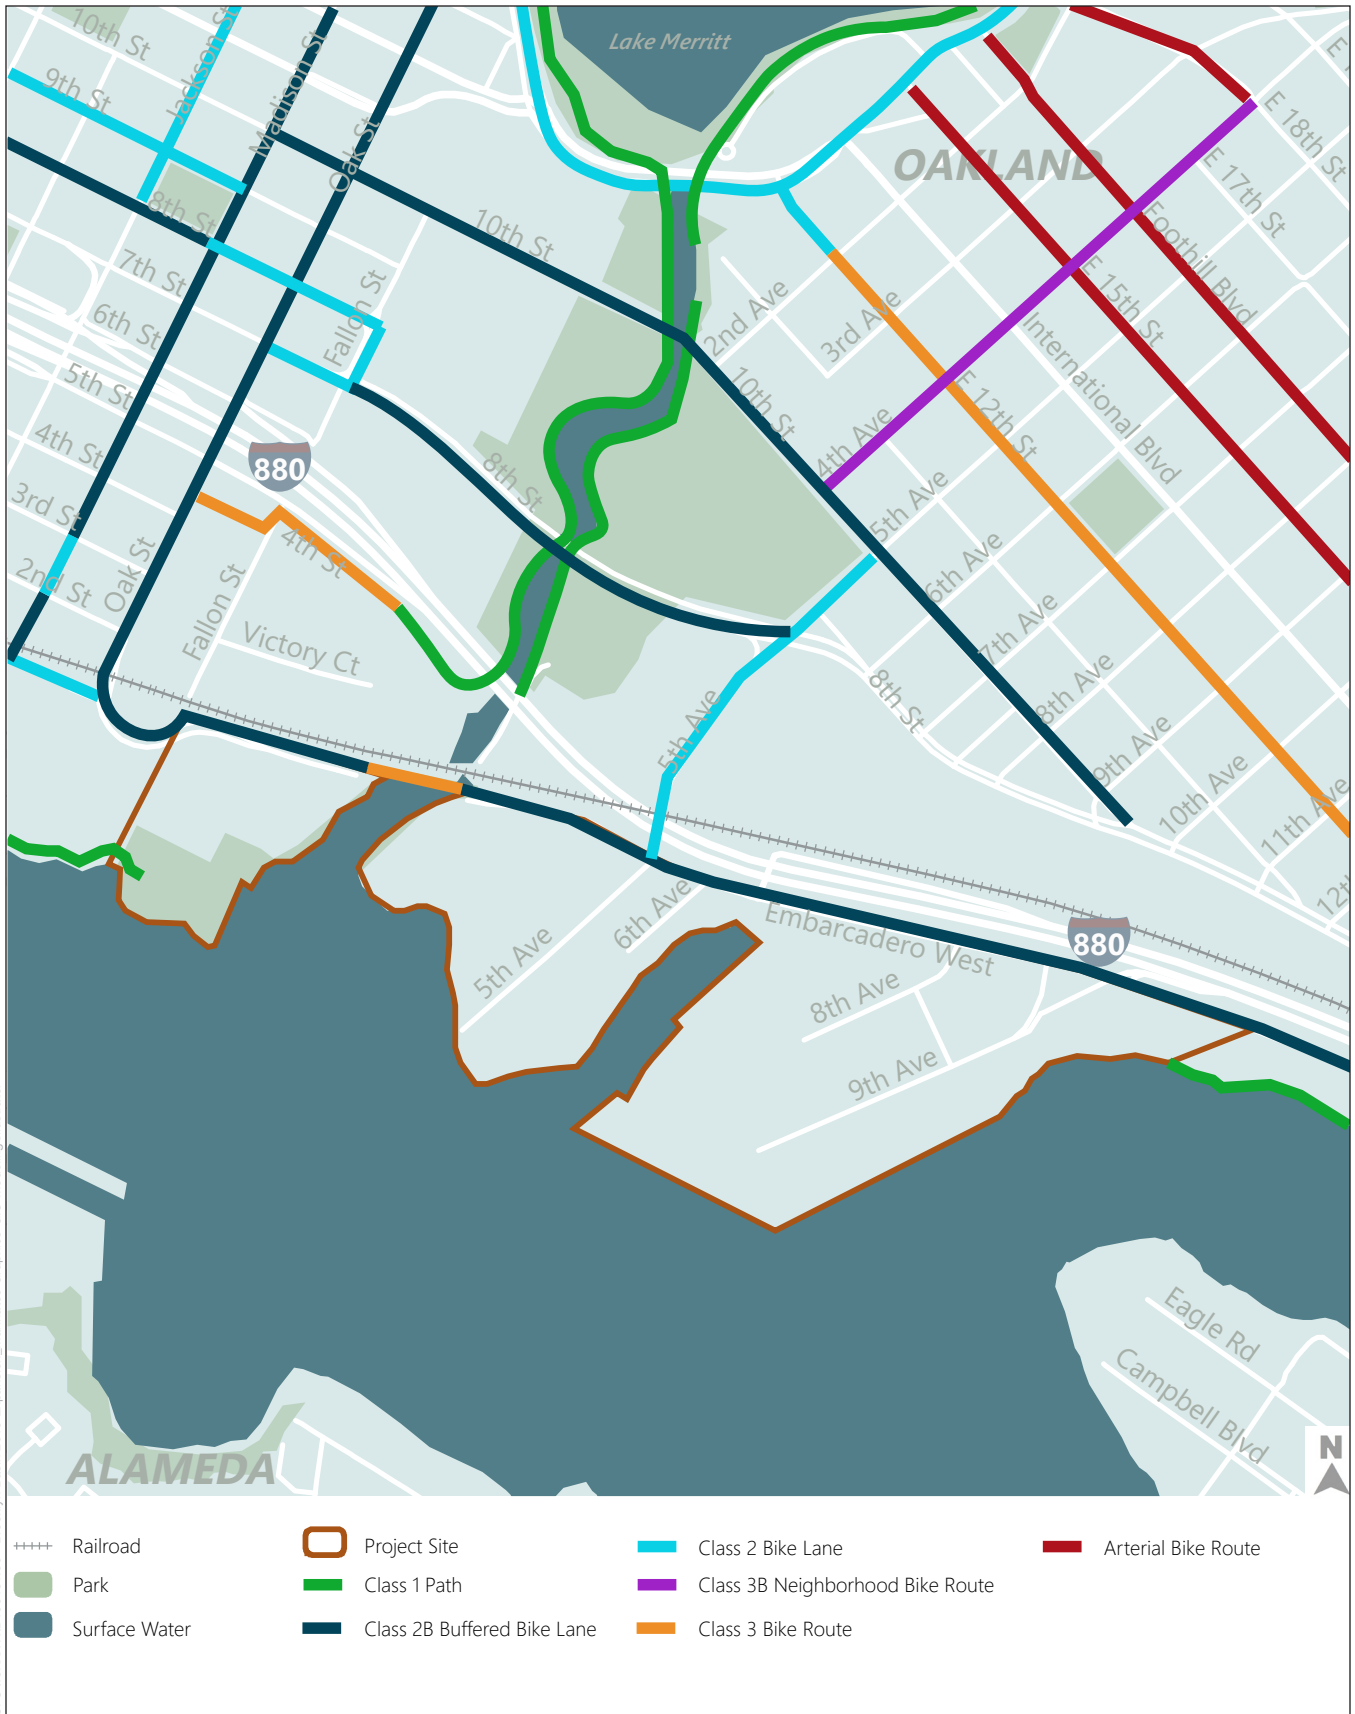 Lake Merritt
10th St
Jackson St
9th St
Madison St
Oak St
E 18th St
OAKLAND
E 17th St
8th St
10th St
Foothill Blvd
7th St
E 15th St
6th St
Fallon St
2nd Ave
3rd Ave
International Blvd
5th St
10th St
E 12th St
4th Ave
4th St
880
8th St
5th Ave
3rd St
4th St
6th Ave
2nd St
Oak St
Fallon St
7th Ave
Victory Ct
8th St
8th Ave
5th Ave
9th Ave
10th Ave
11th Ave
6th Ave
Embarcadero West
880
5th Ave
8th Ave
9th Ave
Eagle Rd
Campbell Blvd
ALAMEDA
N
Railroad
Project Site
Class 2 Bike Lane
Arterial Bike Route
Park
Class 1 Path
Class 3B Neighborhood Bike Route
Surface Water
Class 2B Buffered Bike Lane
Class 3 Bike Route